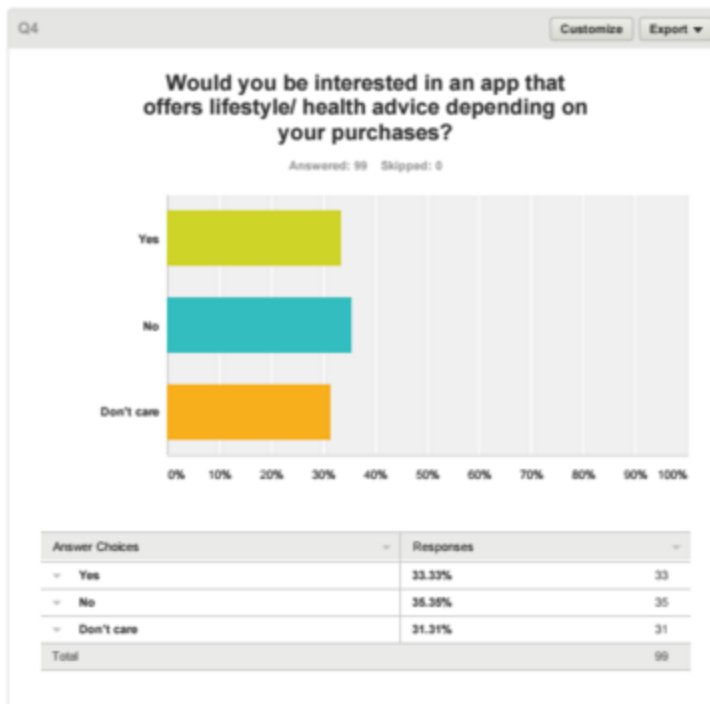 Q4
Customize
Export
Would you be interested in an app that
offers lifestyle/ health advice depending on
your purchases?
Answered: 99 Skipped: 0
Yes
No
Don't care
0% 10% 20% 30% 40% 50% 60% 70% 80% 90% 100%
Answer Choices Responses
Yes 33.33% 33
No 35.35% 35
Don't care 31.31% 31
Total 99